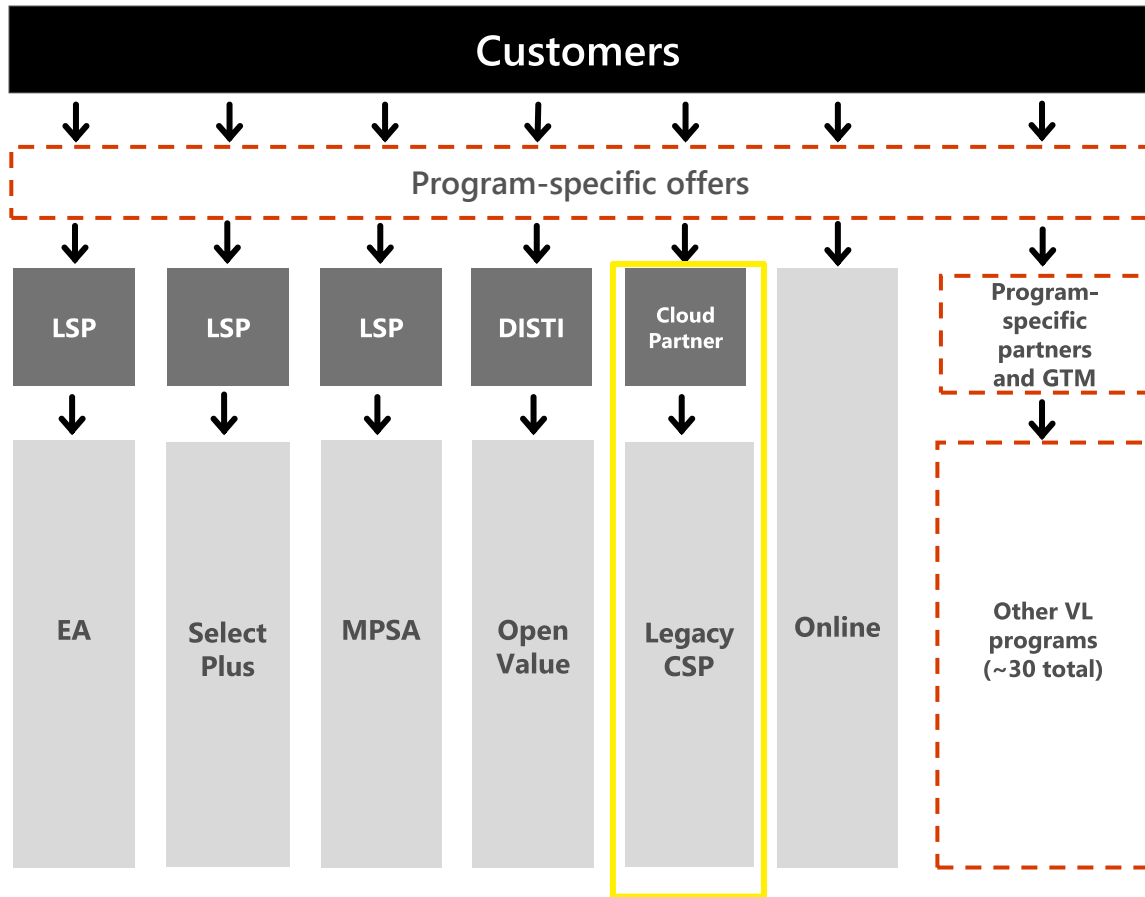 Customers
Program-specific offers
LSP
LSP
LSP
DISTI
Cloud
Partner
Program-
specific
partners
and GTM
EA
Select
Plus
MPSA
Open
Value
Legacy
CSP
Online
Other VL
programs
(~30 total)